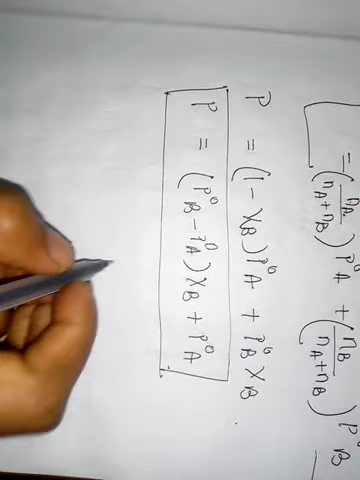 = (nA/(nA+nB)) P°A + (nB/(nA+nB)) P°B
P = (1 - XB) P°A + P°B XB
P = (P°B - P°A) XB + P°A